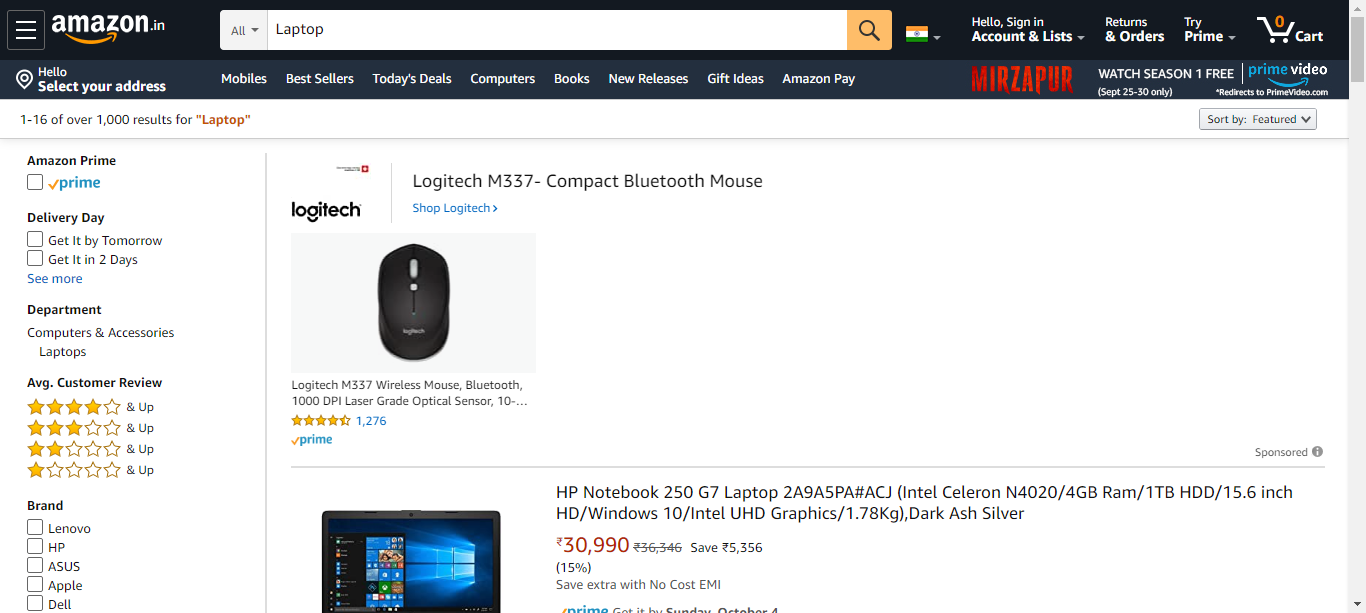 amazon.in
All
Laptop
Hello, Sign in
Account & Lists
Returns
& Orders
Try
Prime
0
Cart
Hello
Select your address
Mobiles
Best Sellers
Today's Deals
Computers
Books
New Releases
Gift Ideas
Amazon Pay
MIRZAPUR
WATCH SEASON 1 FREE
(Sept 25-30 only)
prime video
*Redirects to PrimeVideo.com
1-16 of over 1,000 results for "Laptop"
Sort by: Featured
Amazon Prime
prime
Delivery Day
Get It by Tomorrow
Get It in 2 Days
See more
Department
Computers & Accessories
Laptops
Avg. Customer Review
& Up
& Up
& Up
& Up
Brand
Lenovo
HP
ASUS
Apple
Dell
logitech
Logitech M337- Compact Bluetooth Mouse
Shop Logitech ›
logitech
Logitech M337 Wireless Mouse, Bluetooth,
1000 DPI Laser Grade Optical Sensor, 10-...
1,276
prime
Sponsored
HP Notebook 250 G7 Laptop 2A9A5PA#ACJ (Intel Celeron N4020/4GB Ram/1TB HDD/15.6 inch
HD/Windows 10/Intel UHD Graphics/1.78Kg),Dark Ash Silver
₹30,990 ₹36,346 Save ₹5,356
(15%)
Save extra with No Cost EMI
prime Get it by Sunday, October 4